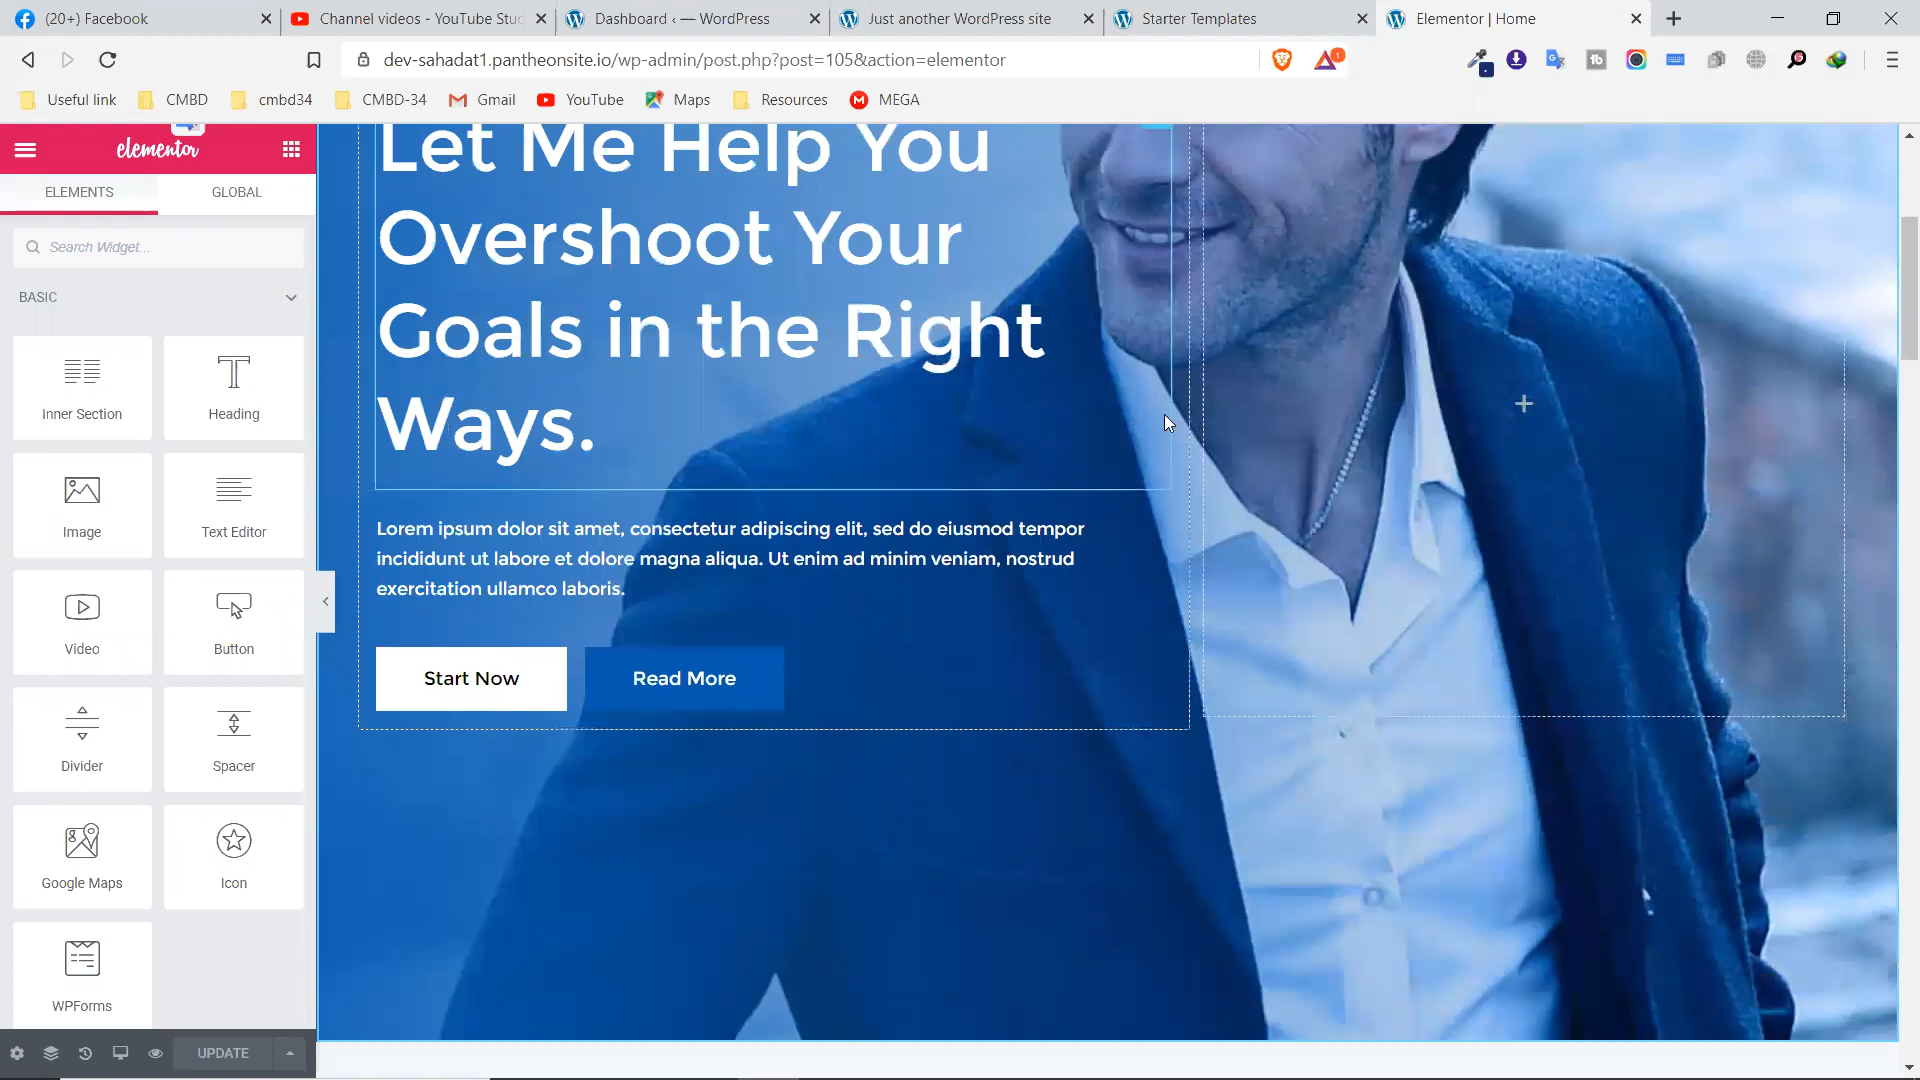 (20+) Facebook
Channel videos - YouTube Stud
Dashboard ‹ — WordPress
Just another WordPress site
Starter Templates
Elementor | Home
dev-sahadat1.pantheonsite.io/wp-admin/post.php?post=105&action=elementor
1
Useful link
CMBD
cmbd34
CMBD-34
Gmail
YouTube
Maps
Resources
MEGA
elementor
ELEMENTS
GLOBAL
Search Widget...
BASIC
Inner Section
Heading
Image
Text Editor
Video
Button
Divider
Spacer
Google Maps
Icon
WPForms
UPDATE
Let Me Help You
Overshoot Your
Goals in the Right
Ways.
Lorem ipsum dolor sit amet, consectetur adipiscing elit, sed do eiusmod tempor
incididunt ut labore et dolore magna aliqua. Ut enim ad minim veniam, nostrud
exercitation ullamco laboris.
Start Now
Read More